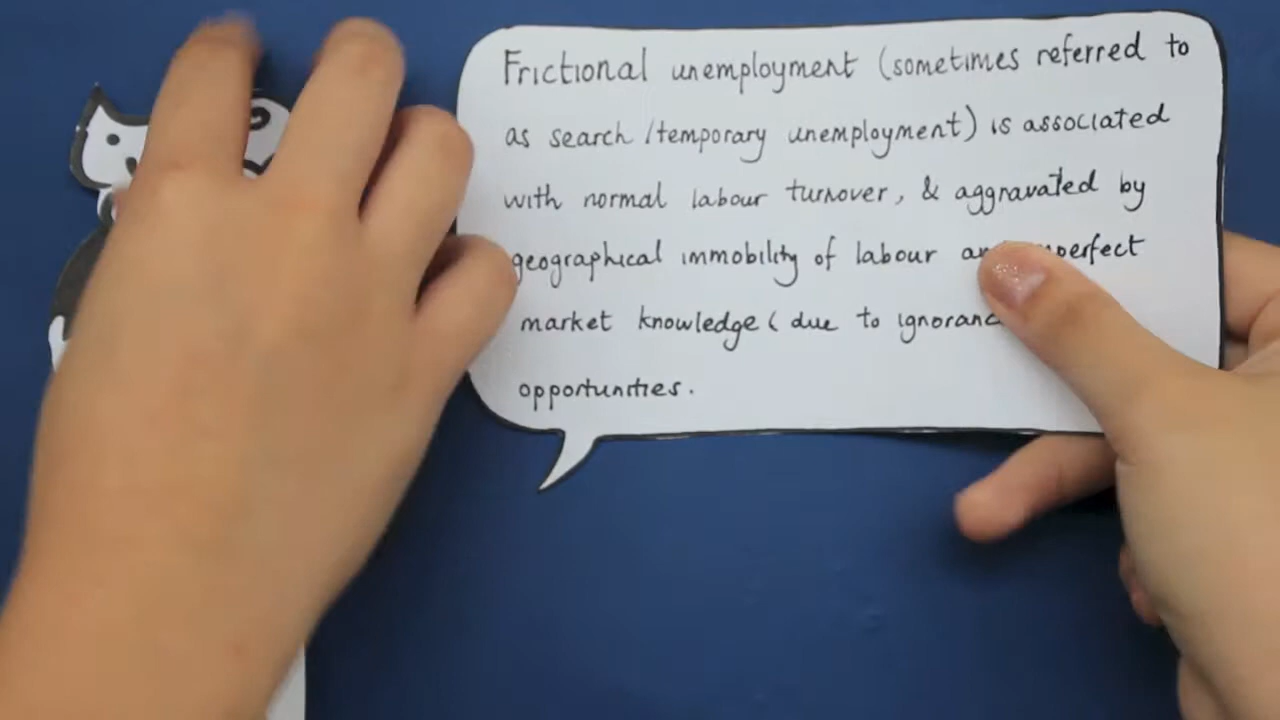 Frictional unemployment (sometimes referred to
as search/temporary unemployment) is associated
with normal labour turnover, & aggravated by
geographical immobility of labour
market knowledge (due to
opportunities.